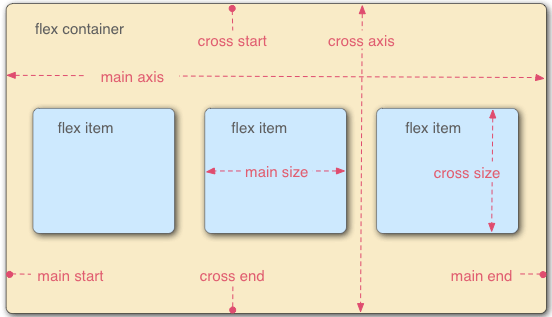 flex container
cross start
cross axis
main axis
flex item
flex item
flex item
main size
cross size
main start
cross end
main end